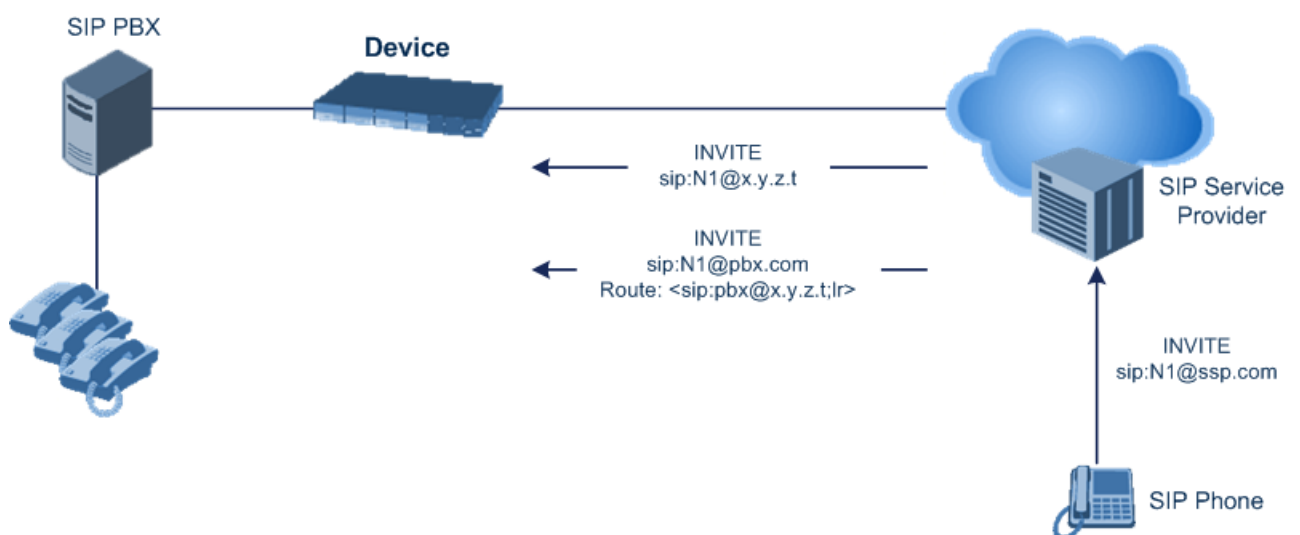 SIP PBX
Device
INVITE
sip:N1@x.y.z.t
SIP Service
Provider
INVITE
sip:N1@pbx.com
Route: <sip:pbx@x.y.z.t;lr>
INVITE
sip:N1@ssp.com
SIP Phone